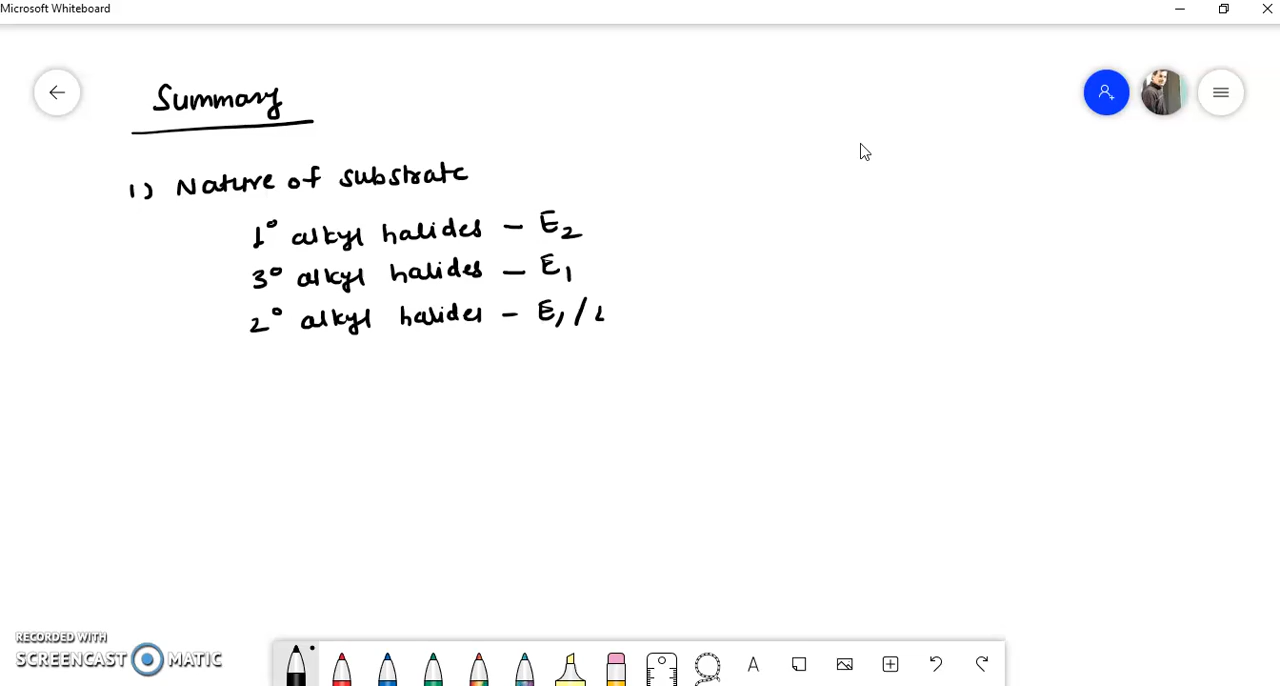 Microsoft Whiteboard
Summary
1) Nature of substrate
1° alkyl halides – E2
3° alkyl halides – E1
2° alkyl halides – E1/2
RECORDED WITH
SCREENCAST MATIC